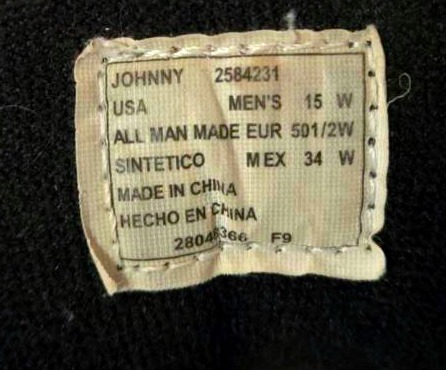 JOHNNY 2584231
USA MEN'S 15 W
ALL MAN MADE EUR 501/2W
SINTETICO MEX 34 W
MADE IN CHINA
HECHO EN CHINA
F9